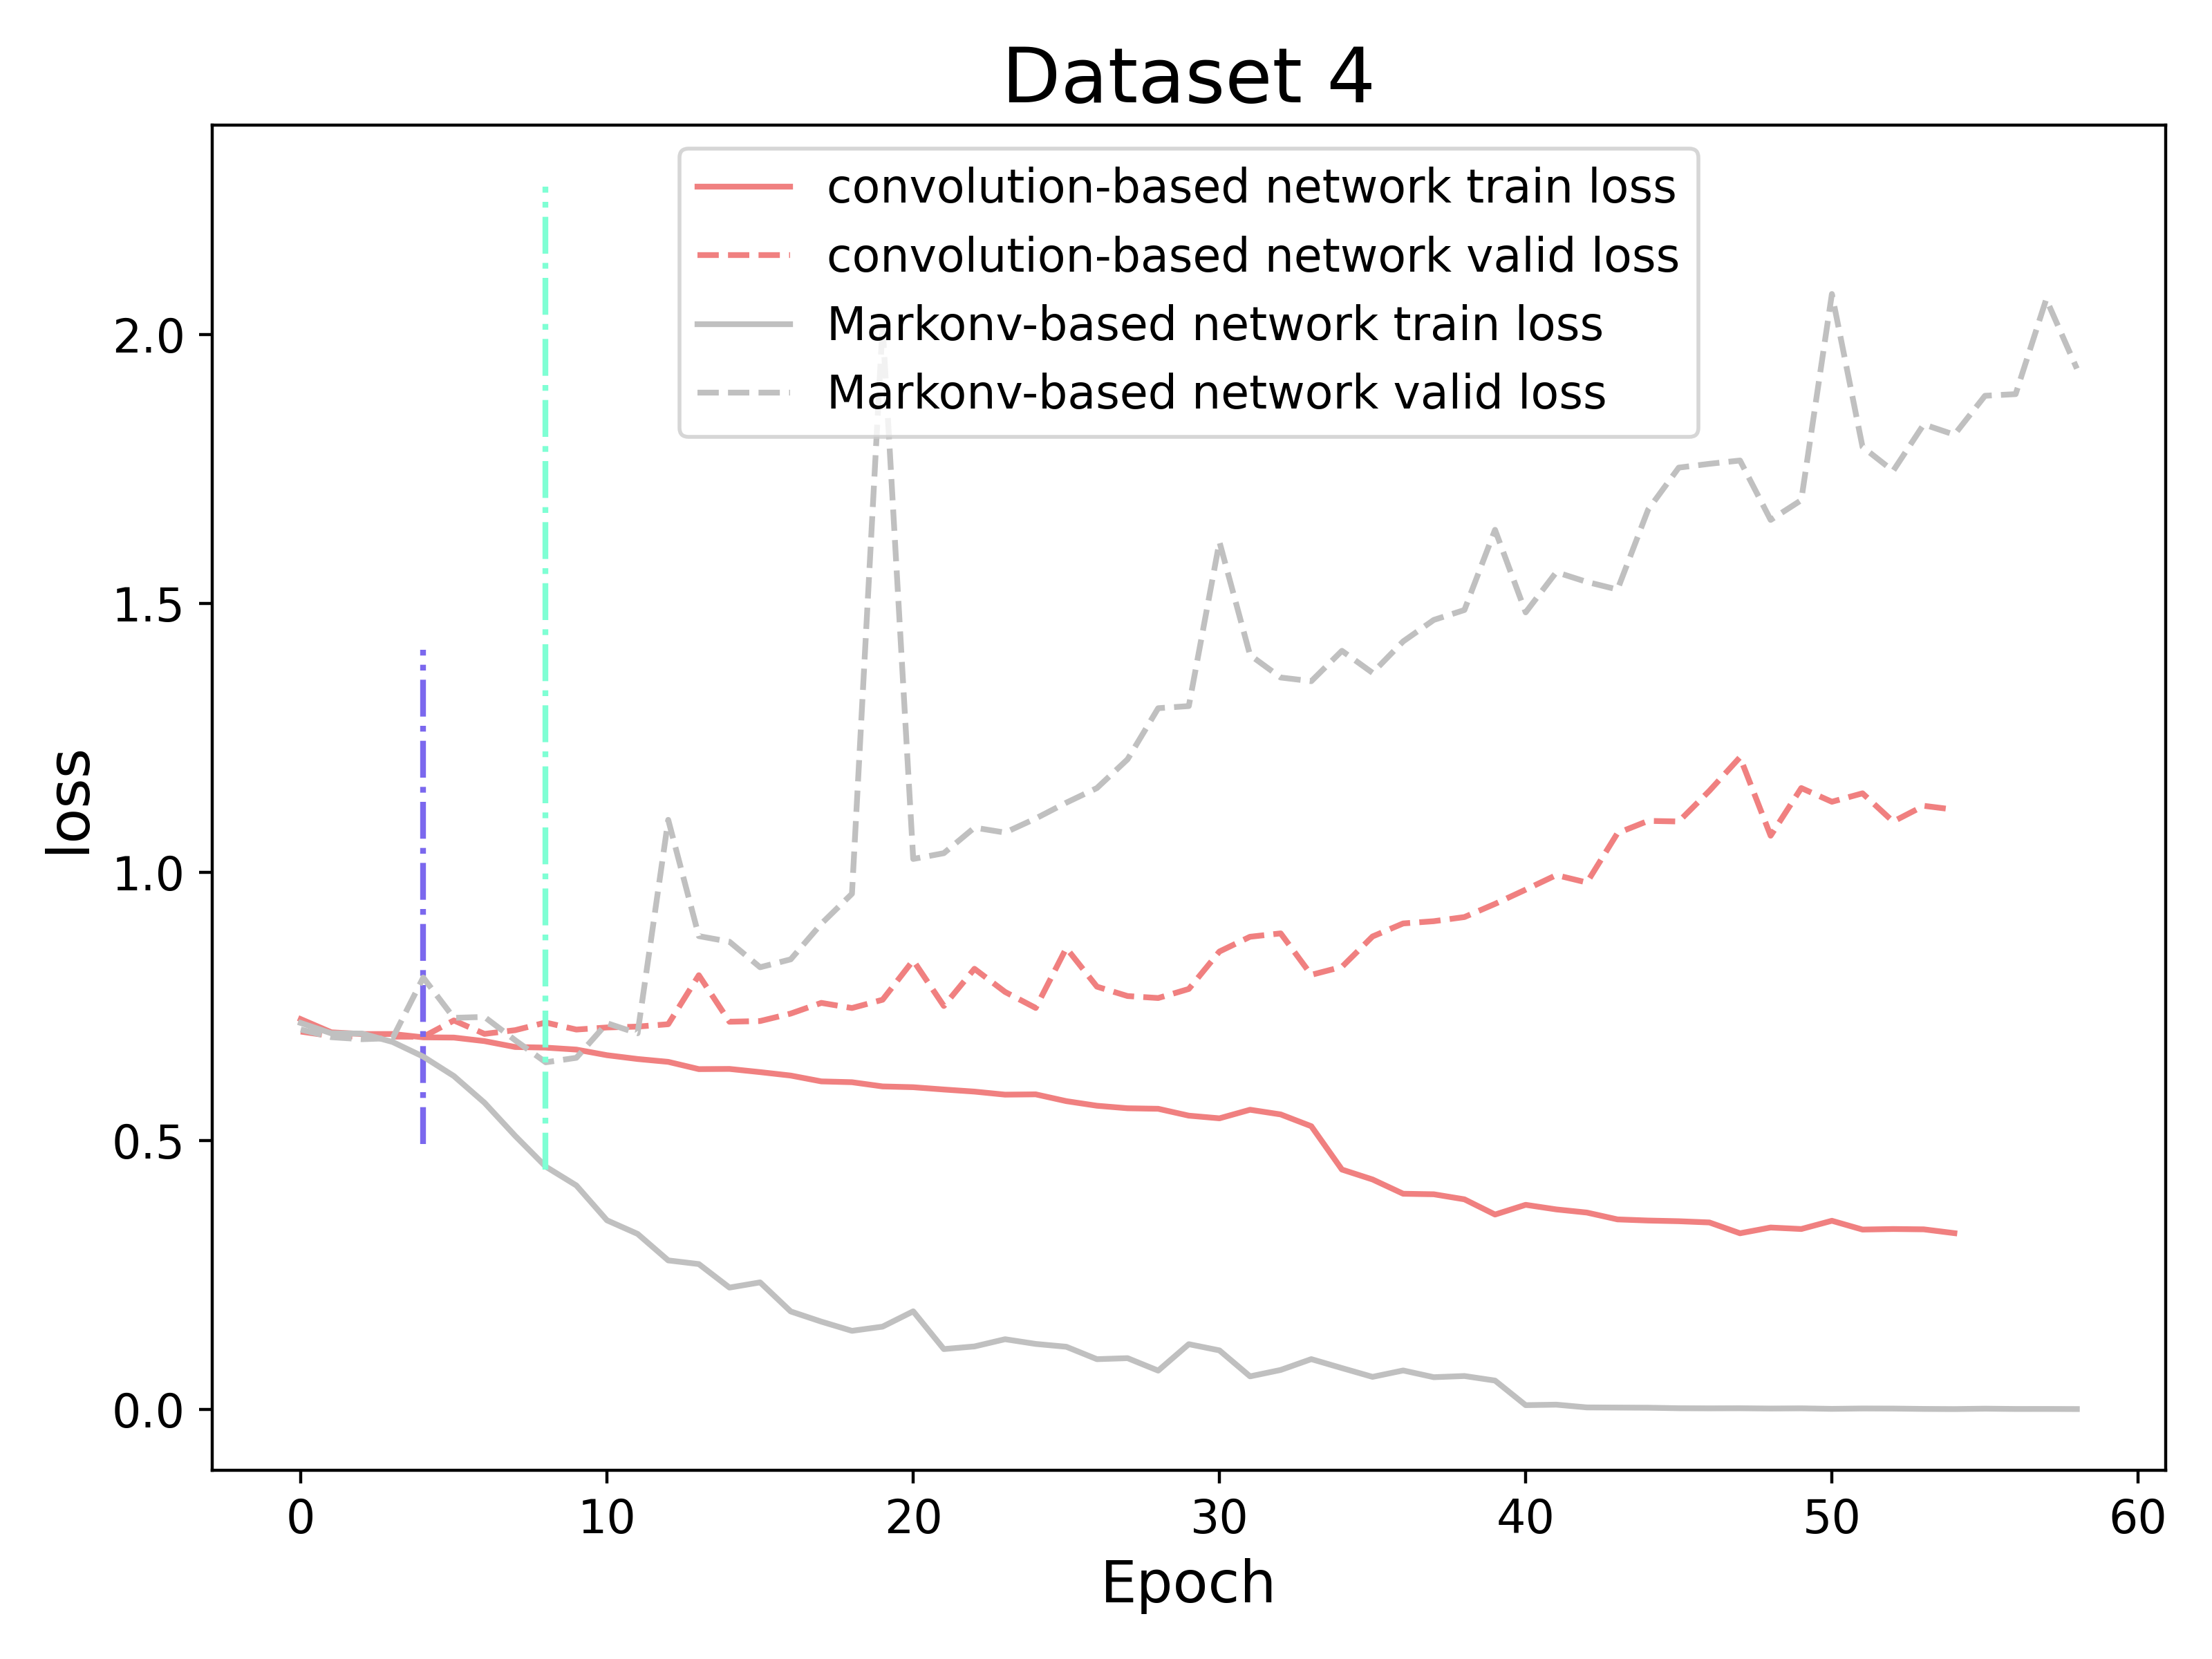 Dataset 4
convolution-based network train loss
convolution-based network valid loss
Markonv-based network train loss
Markonv-based network valid loss
loss
2.0
1.5
1.0
0.5
0.0
0 10 20 30 40 50 60
Epoch